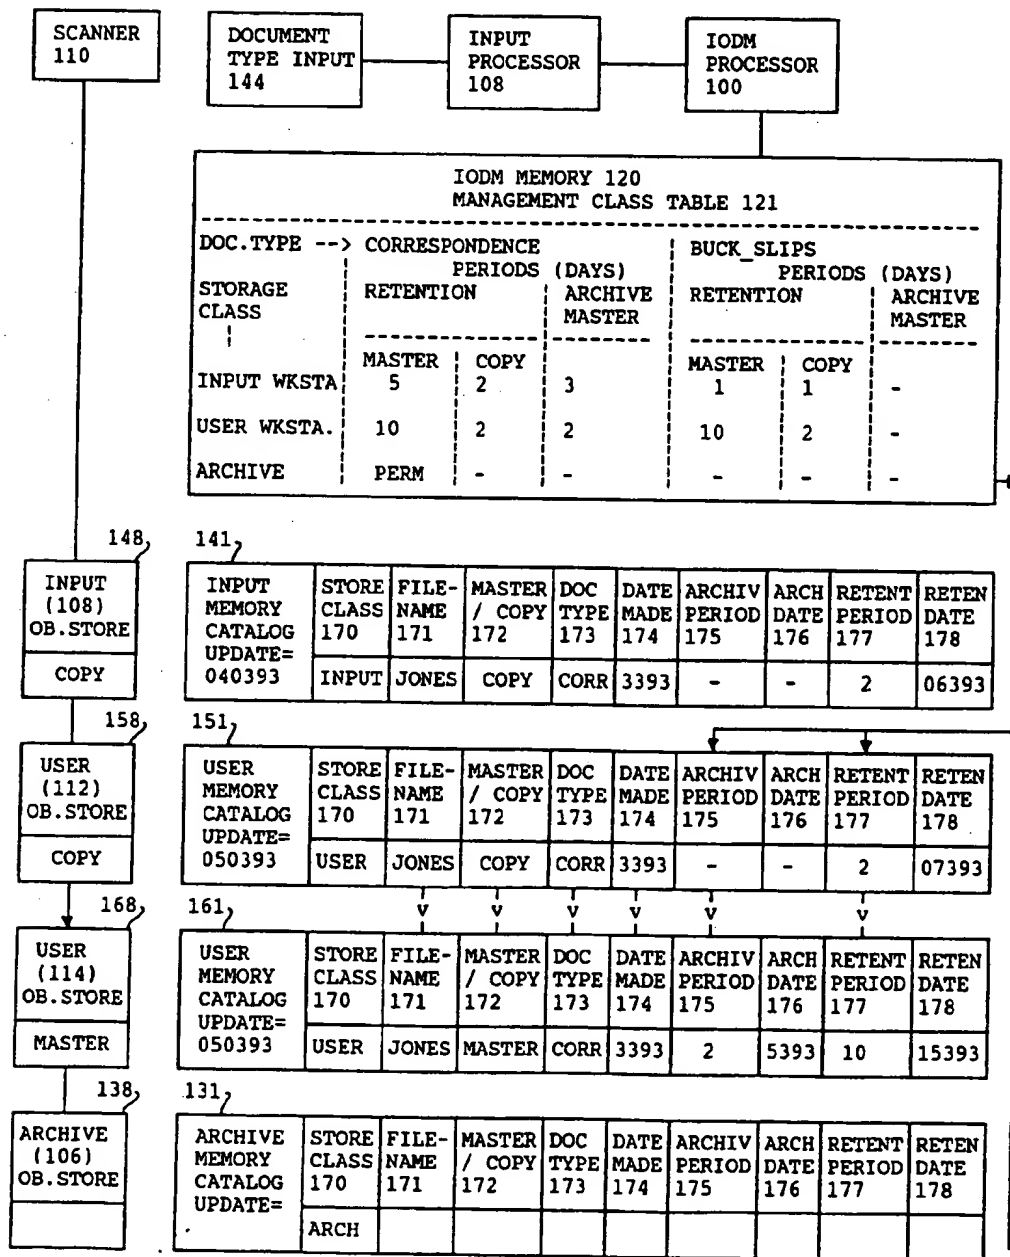 SCANNER
110
DOCUMENT
TYPE INPUT
144
INPUT
PROCESSOR
108
IODM
PROCESSOR
100
IODM MEMORY 120
MANAGEMENT CLASS TABLE 121
DOC.TYPE --> CORRESPONDENCE BUCK_SLIPS
PERIODS (DAYS) PERIODS (DAYS)
STORAGE RETENTION ARCHIVE RETENTION ARCHIVE
CLASS MASTER MASTER
MASTER COPY MASTER COPY
INPUT WKSTA 5 2 3 1 1 -
USER WKSTA. 10 2 2 10 2 -
ARCHIVE PERM - - - - -
148
INPUT
(108)
OB.STORE
COPY
141
INPUT STORE FILE- MASTER DOC DATE ARCHIV ARCH RETENT RETEN
MEMORY CLASS NAME / COPY TYPE MADE PERIOD DATE PERIOD DATE
CATALOG 170 171 172 173 174 175 176 177 178
UPDATE=
040393 INPUT JONES COPY CORR 3393 - - 2 06393
158
USER
(112)
OB.STORE
COPY
151
USER STORE FILE- MASTER DOC DATE ARCHIV ARCH RETENT RETEN
MEMORY CLASS NAME / COPY TYPE MADE PERIOD DATE PERIOD DATE
CATALOG 170 171 172 173 174 175 176 177 178
UPDATE=
050393 USER JONES COPY CORR 3393 - - 2 07393
v v v v v v
168
USER
(114)
OB.STORE
MASTER
161
USER STORE FILE- MASTER DOC DATE ARCHIV ARCH RETENT RETEN
MEMORY CLASS NAME / COPY TYPE MADE PERIOD DATE PERIOD DATE
CATALOG 170 171 172 173 174 175 176 177 178
UPDATE=
050393 USER JONES MASTER CORR 3393 2 5393 10 15393
138
ARCHIVE
(106)
OB.STORE
131
ARCHIVE STORE FILE- MASTER DOC DATE ARCHIV ARCH RETENT RETEN
MEMORY CLASS NAME / COPY TYPE MADE PERIOD DATE PERIOD DATE
CATALOG 170 171 172 173 174 175 176 177 178
UPDATE=
ARCH